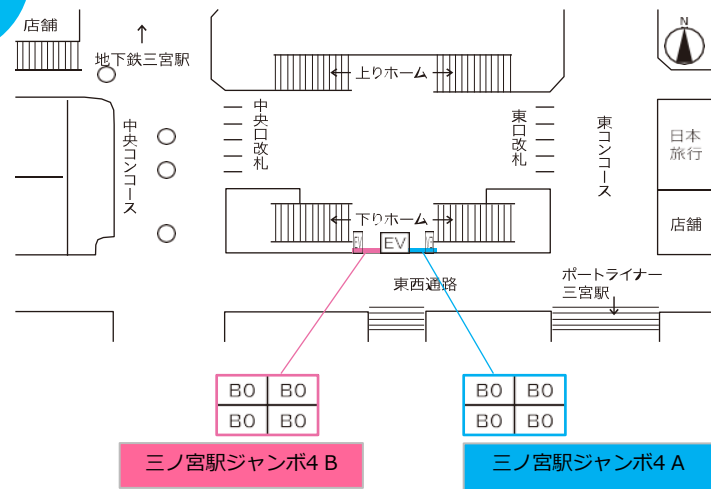 店舗
地下鉄三宮駅
N
上りホーム
中央口改札
東口改札
中央コンコース
東コンコース
日本
旅行
下りホーム
店舗
EV
EV
EV
東西通路
ポートライナー
三宮駅
B0 B0
B0 B0
B0 B0
B0 B0
三ノ宮駅ジャンボ4 B
三ノ宮駅ジャンボ4 A